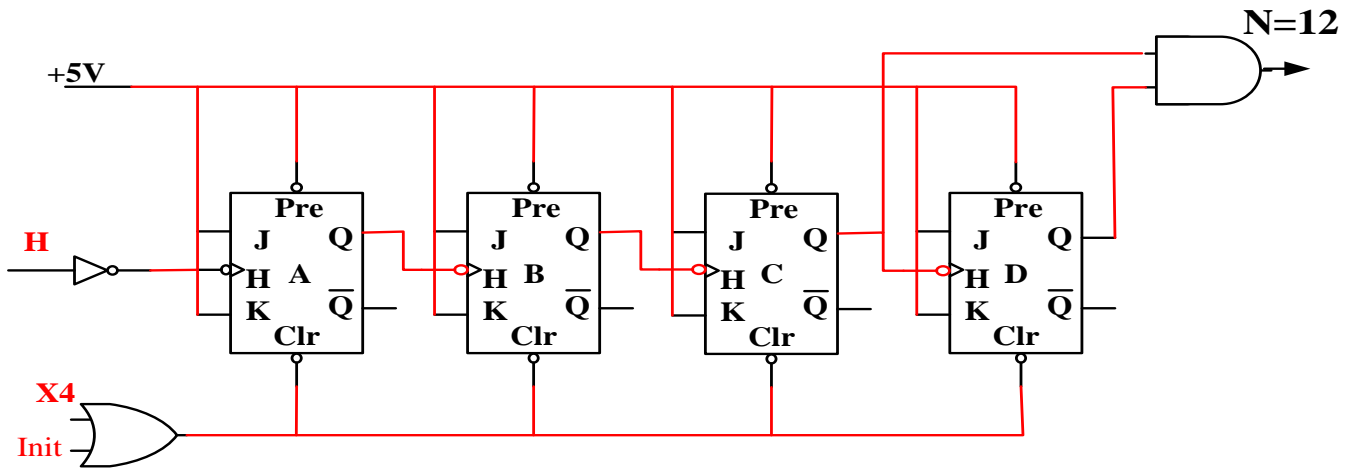 N=12
+5V
Pre Pre Pre Pre
H J Q J Q J Q J Q
H A H B H C H D
K Q K Q K Q K Q
Clr Clr Clr Clr
X4
Init